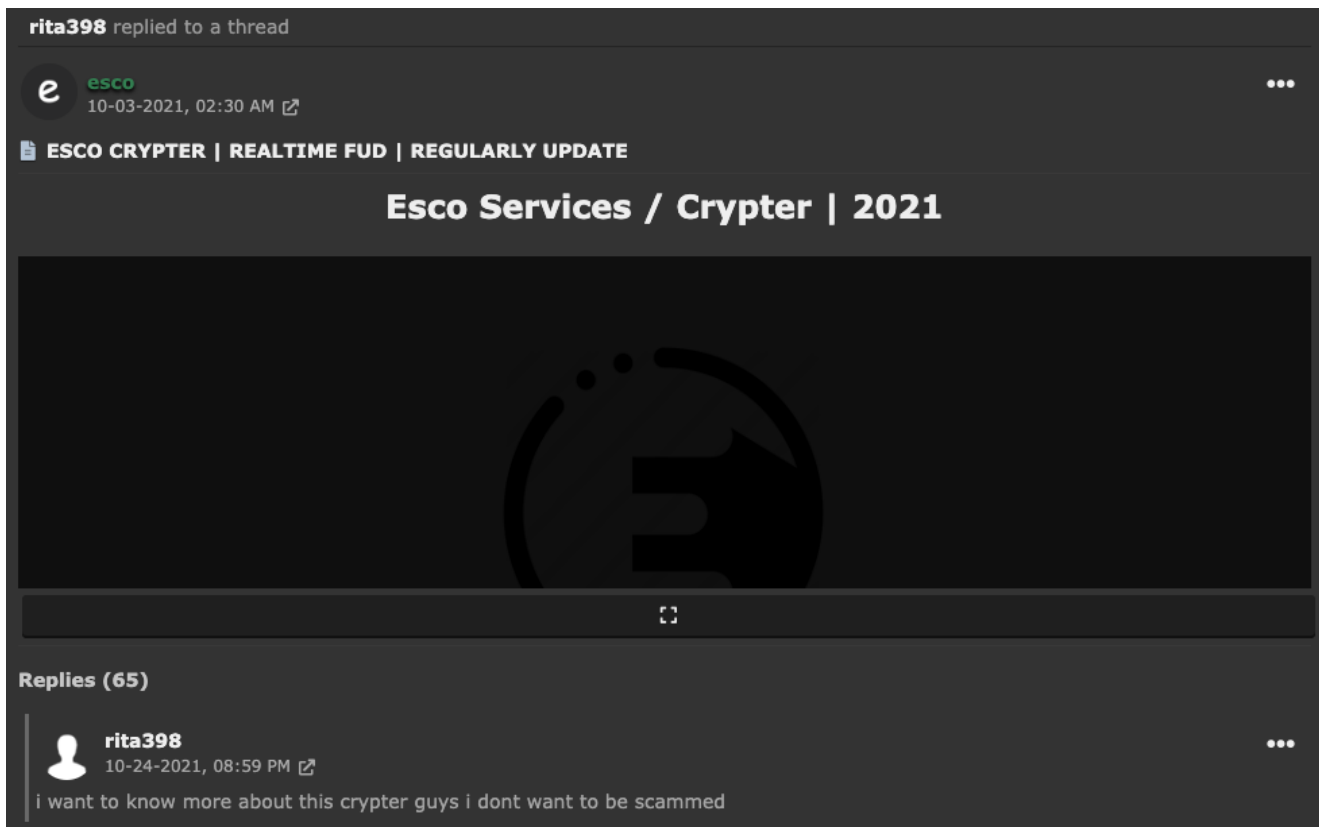 rita398 replied to a thread
e
esco
10-03-2021, 02:30 AM
ESCO CRYPTER | REALTIME FUD | REGULARLY UPDATE
Esco Services / Crypter | 2021
Replies (65)
rita398
10-24-2021, 08:59 PM
i want to know more about this crypter guys i dont want to be scammed